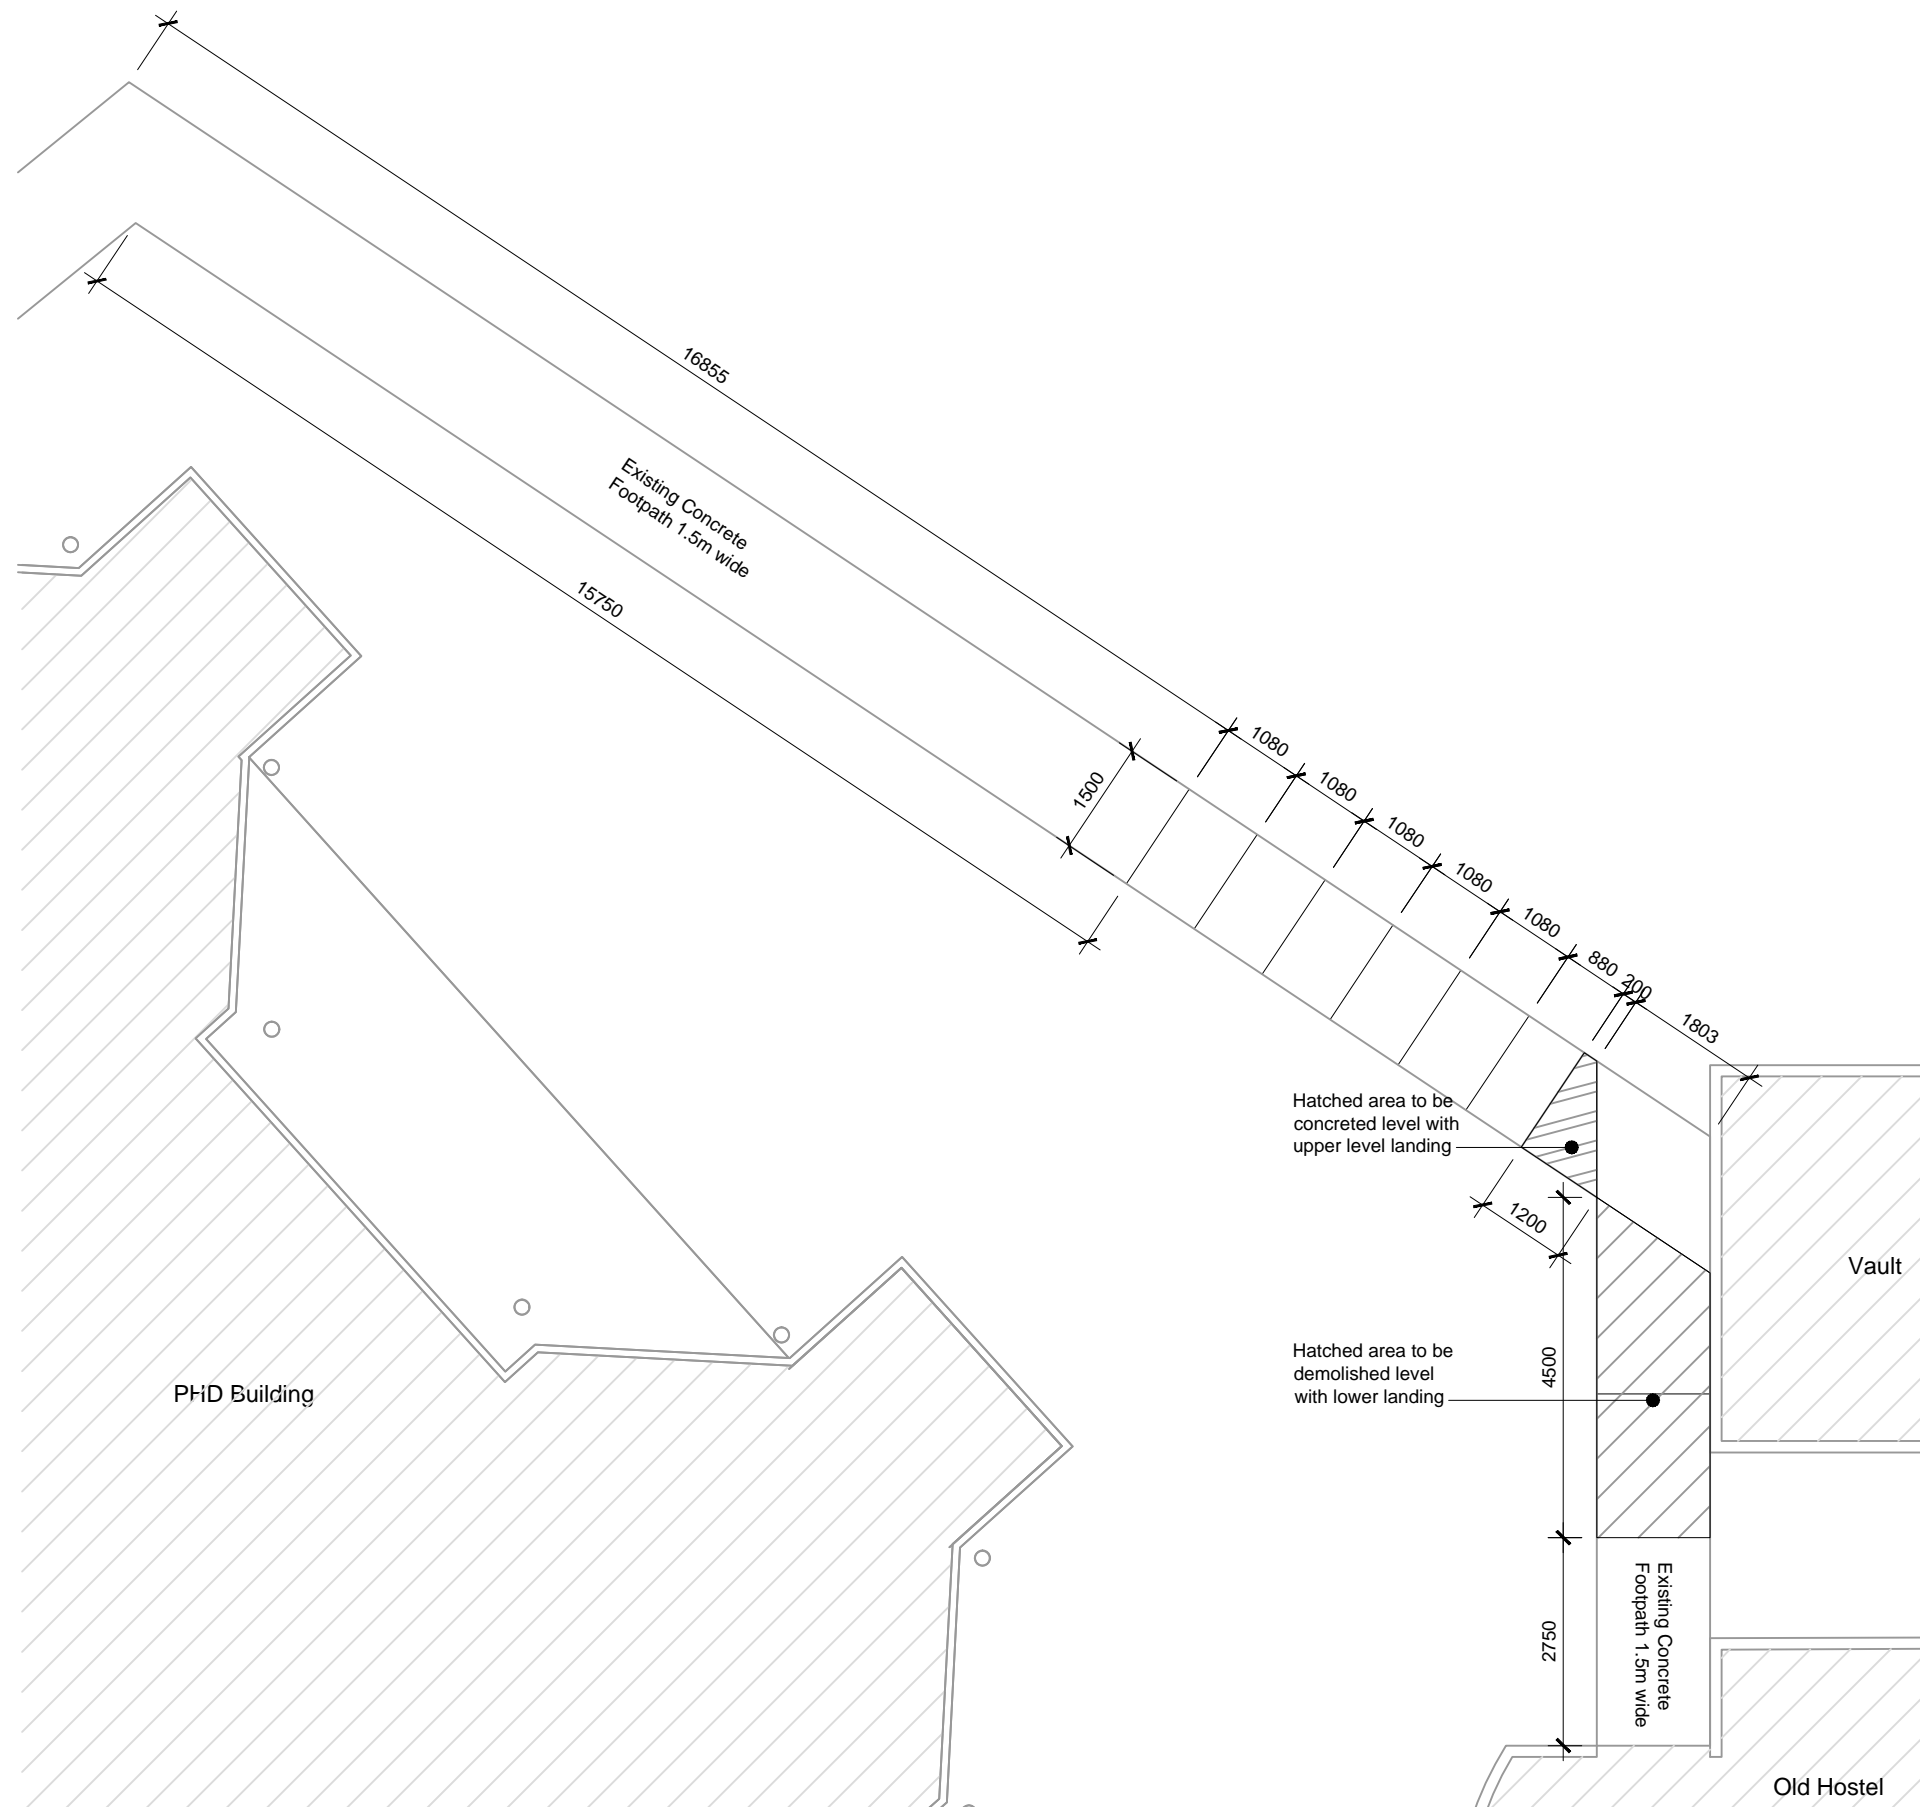 16855
Existing Concrete
Footpath 1.5m wide
15750
1500
1080
1080
1080
1080
1080
880
200
1803
Hatched area to be
concreted level with
upper level landing
1200
Vault
Hatched area to be
demolished level
with lower landing
4500
PHD Building
Existing Concrete
Footpath 1.5m wide
2750
Old Hostel